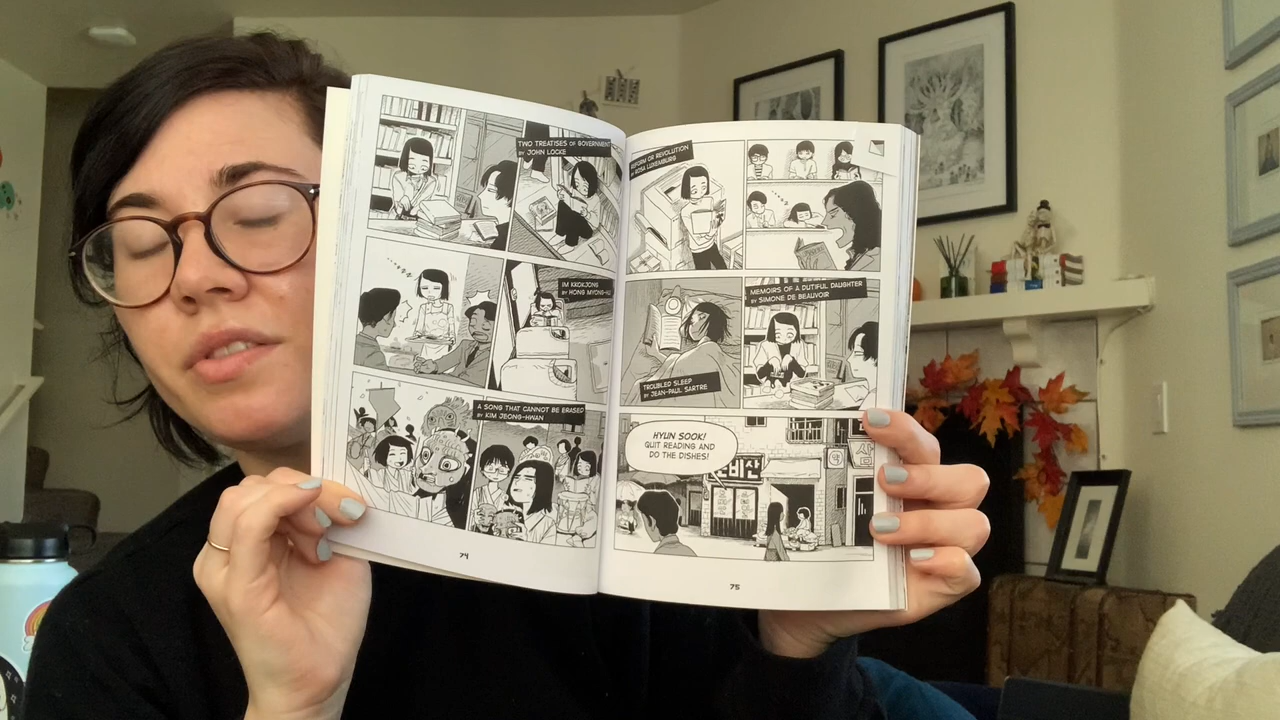 TWO TREATISES OF GOVERNMENT
BY JOHN LOCKE
IM KKOKJONG
BY HONG MYONG-HUI
A SONG THAT CANNOT BE ERASED
BY KIM JEONG-HWAN
74
REFORM OR REVOLUTION
BY ROSA LUXEMBURG
TROUBLED SLEEP
BY JEAN-PAUL SARTRE
MEMOIRS OF A DUTIFUL DAUGHTER
BY SIMONE DE BEAUVOIR
HYUN SOOK!
QUIT READING AND
DO THE DISHES!
75